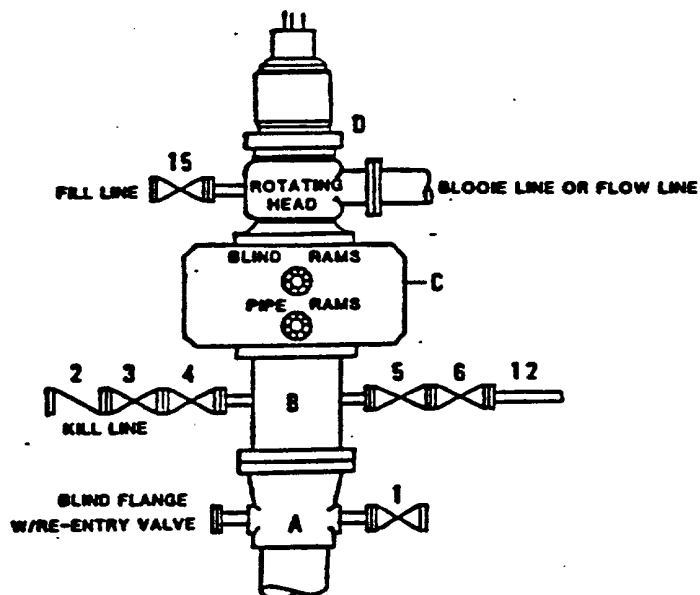 D
15
FILL LINE
ROTATING
HEAD
BLOOIE LINE OR FLOW LINE
BLIND RAMS
C
PIPE RAMS
2 3 4
5 6 12
B
KILL LINE
BLIND FLANGE
W/RE-ENTRY VALVE
A
1